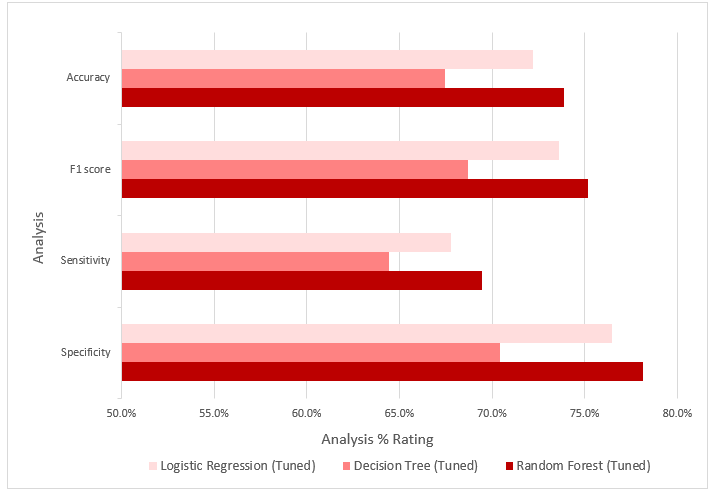 Accuracy
F1 score
Sensitivity
Specificity
Analysis
50.0% 55.0% 60.0% 65.0% 70.0% 75.0% 80.0%
Analysis % Rating
Logistic Regression (Tuned) Decision Tree (Tuned) Random Forest (Tuned)